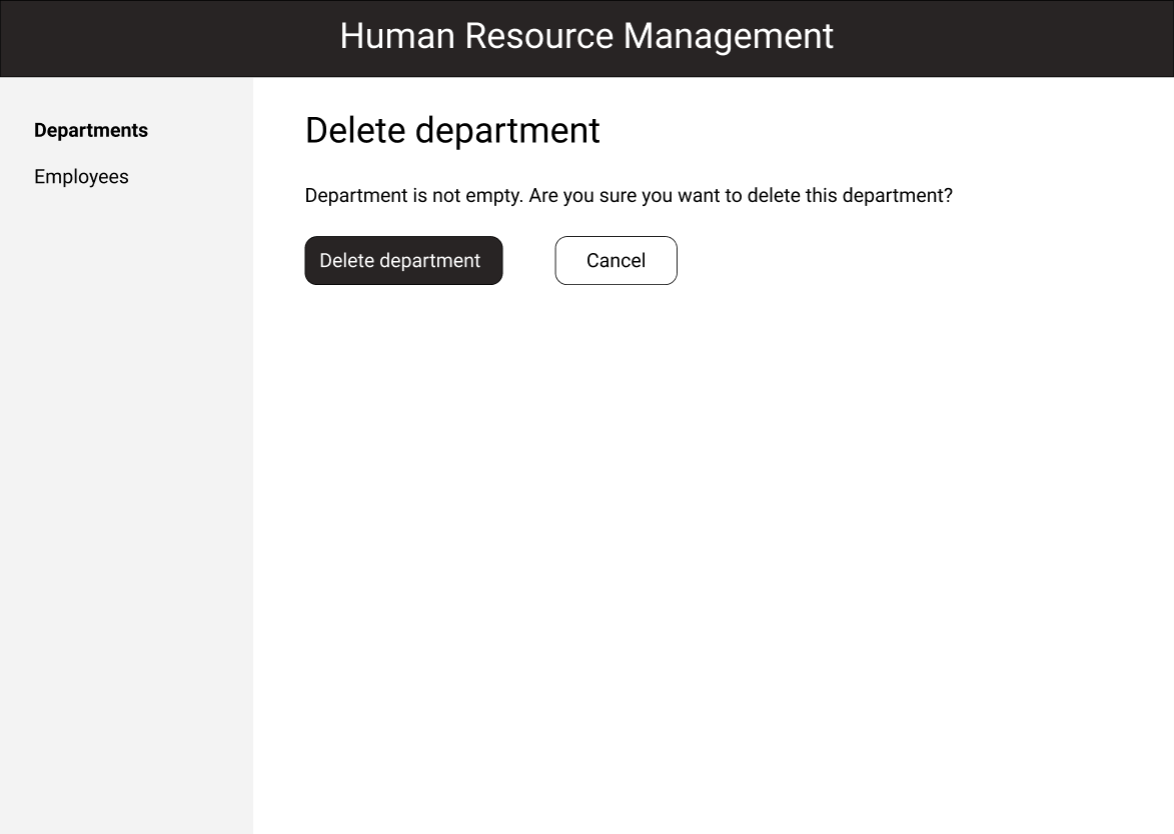 Human Resource Management
Departments
Employees
Delete department
Department is not empty. Are you sure you want to delete this department?
Delete department
Cancel